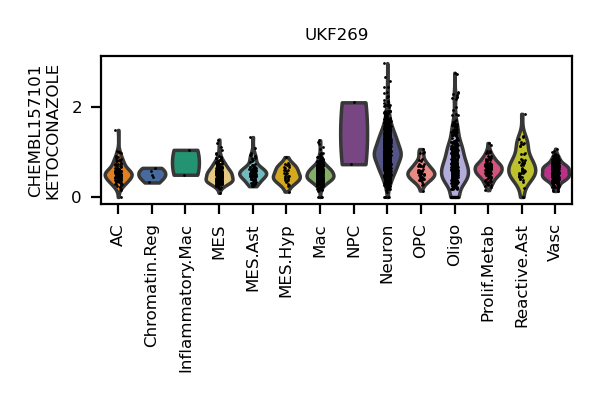 UKF269
CHEMBL157101
KETOCONAZOLE
2
0
AC
Chromatin.Reg
Inflammatory.Mac
MES
MES.Ast
MES.Hyp
Mac
NPC
Neuron
OPC
Oligo
Prolif.Metab
Reactive.Ast
Vasc